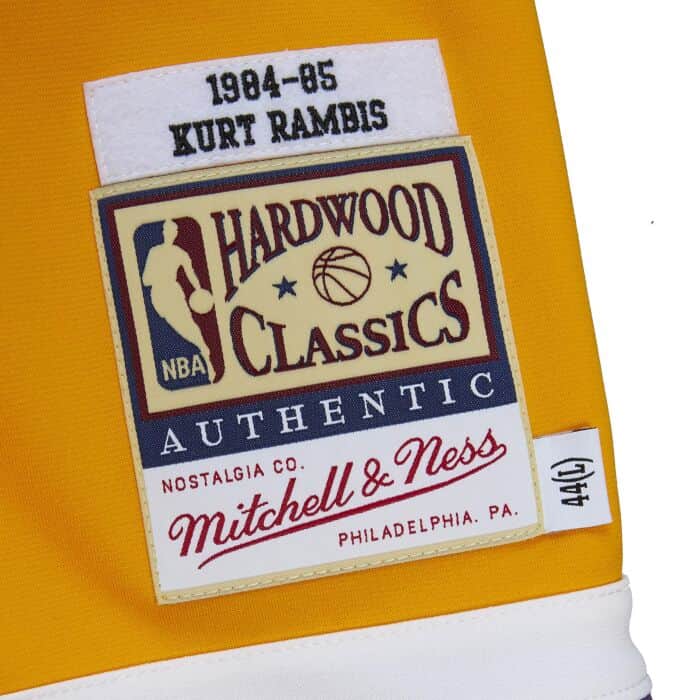 1984-85
KURT RAMBIS
HARDWOOD
CLASSICS
NBA
AUTHENTIC
NOSTALGIA CO.
Mitchell & Ness
PHILADELPHIA. PA.
44(L)